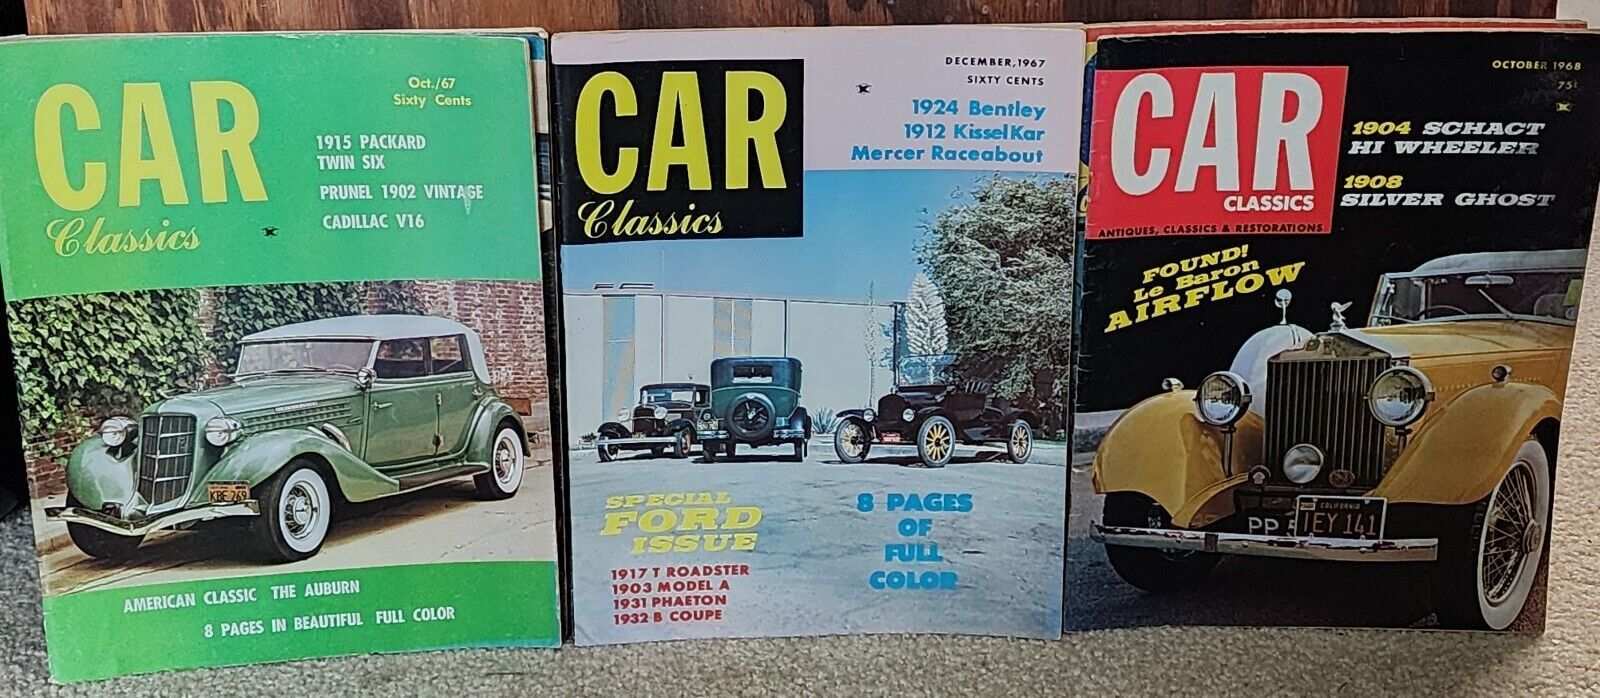 CAR
Classics
Oct./67
Sixty Cents
1915 PACKARD
TWIN SIX
PRUNEL 1902 VINTAGE
CADILLAC V16
KBE 269
AMERICAN CLASSIC THE AUBURN
8 PAGES IN BEAUTIFUL FULL COLOR
CAR
Classics
DECEMBER, 1967
SIXTY CENTS
1924 Bentley
1912 KisselKar
Mercer Raceabout
SPECIAL
FORD
ISSUE
1917 T ROADSTER
1903 MODEL A
1931 PHAETON
1932 B COUPE
8 PAGES
OF
FULL
COLOR
CAR
CLASSICS
ANTIQUES, CLASSICS & RESTORATIONS
OCTOBER 1968
75¢
1904 SCHACT
HI WHEELER
1908
SILVER GHOST
FOUND!
Le Baron
AIRFLOW
CALIFORNIA
IEY 141
PP 5